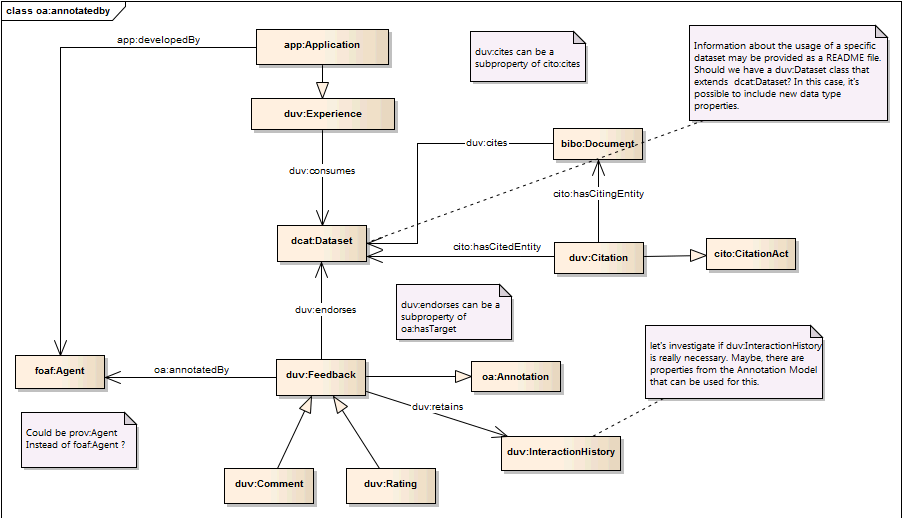 class oa:annotatedby
app:developedBy
app:Application
duv:cites can be a
subproperty of cito:cites
Information about the usage of a specific
dataset may be provided as a README file.
Should we have a duv:Dataset class that
extends dcat:Dataset? In this case, it's
possible to include new data type
properties.
duv:Experience
duv:cites
bibo:Document
duv:consumes
cito:hasCitingEntity
dcat:Dataset
cito:hasCitedEntity
duv:Citation
cito:CitationAct
duv:endorses
duv:endorses can be a
subproperty of
oa:hasTarget
let's investigate if duv:InteractionHistory
is really necessary. Maybe, there are
properties from the Annotation Model
that can be used for this.
foaf:Agent
oa:annotatedBy
duv:Feedback
oa:Annotation
duv:retains
Could be prov:Agent
Instead of foaf:Agent ?
duv:InteractionHistory
duv:Comment
duv:Rating